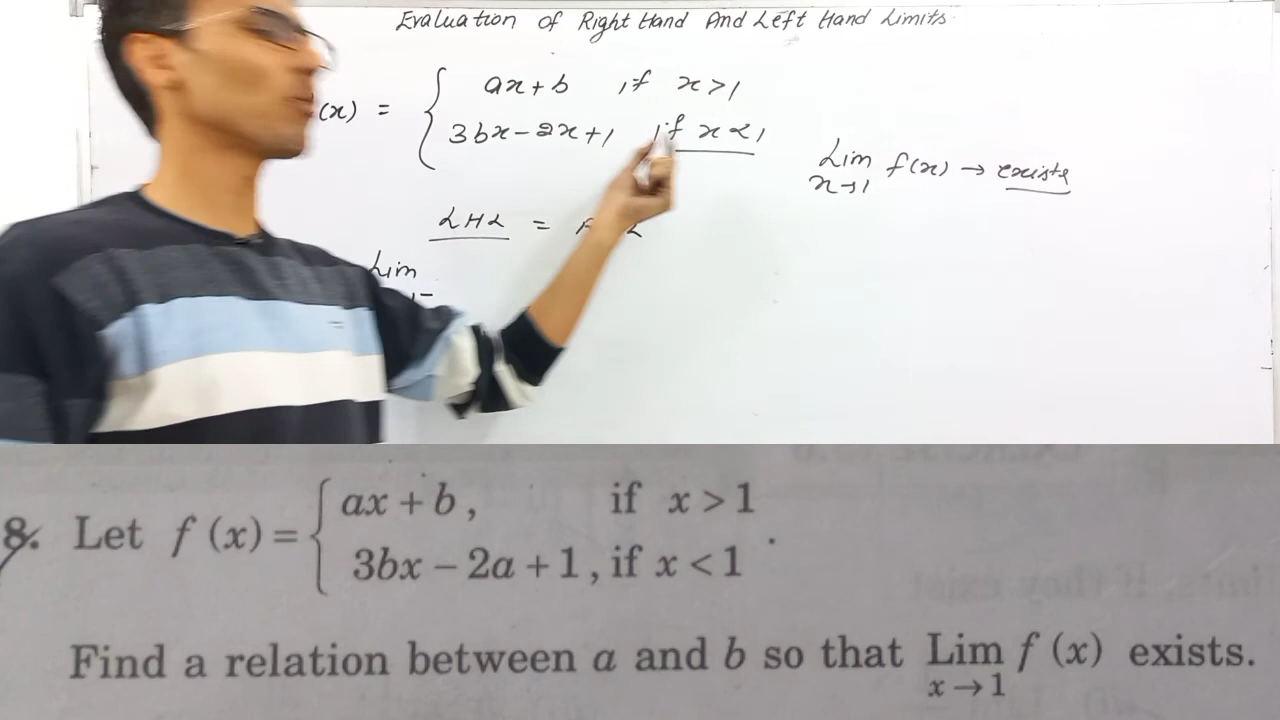 Evaluation of Right Hand And Left Hand Limits.
(x) = { ax + b , if x > 1
3bx - 2x + 1 , if x < 1
Lim f(x) → exists
x→1
LHL =
Lim
1-
8. Let f (x) = { ax + b , if x > 1
3bx – 2a + 1 , if x < 1 .
Find a relation between a and b so that Lim f (x) exists.
x → 1